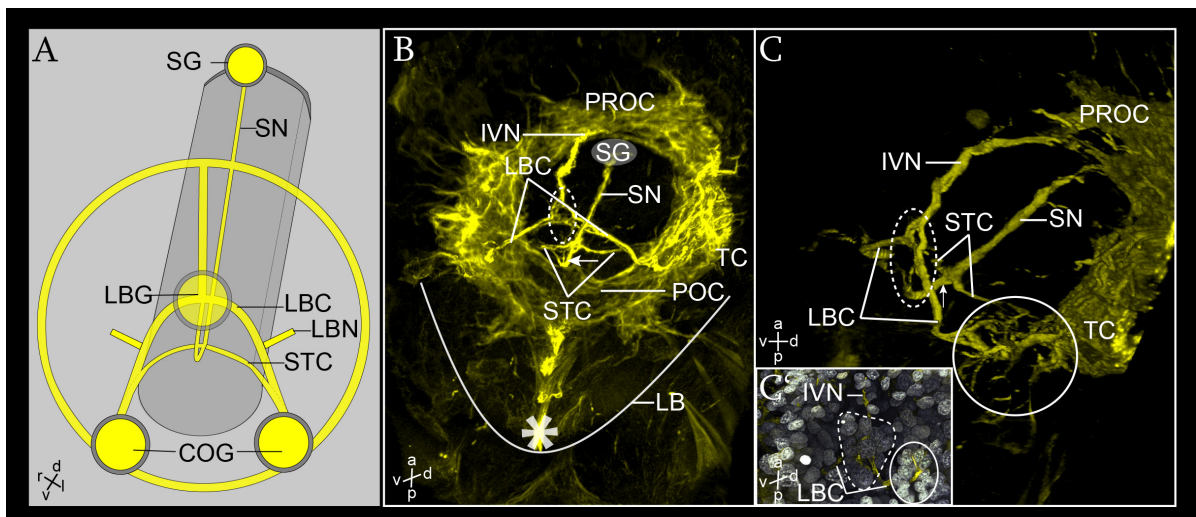 A
SG
SN
LBG
LBC
LBN
STC
COG
r d
v l
B
PROC
IVN
SG
LBC
SN
TC
STC
POC
LB
a
v d
p
C
PROC
IVN
STC
SN
LBC
TC
a
v d
p
C'
IVN
LBC
a
v d
p